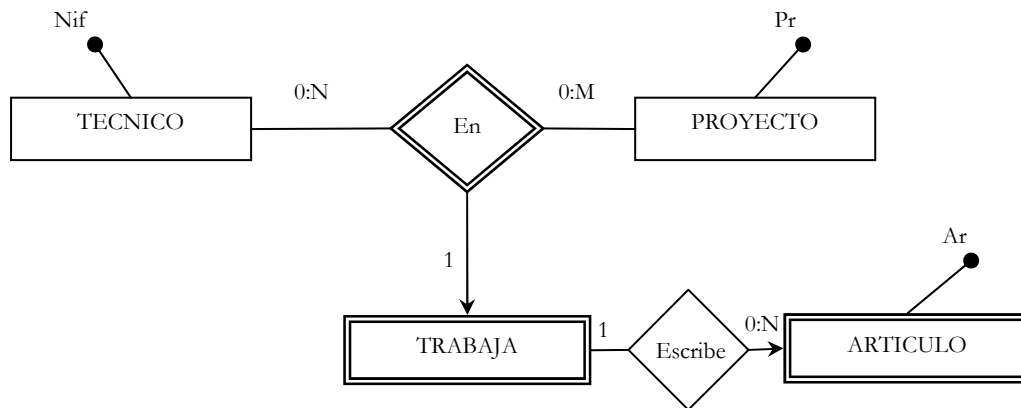 Nif
Pr
0:N
0:M
TECNICO
En
PROYECTO
Ar
1
1
0:N
TRABAJA
Escribe
ARTICULO